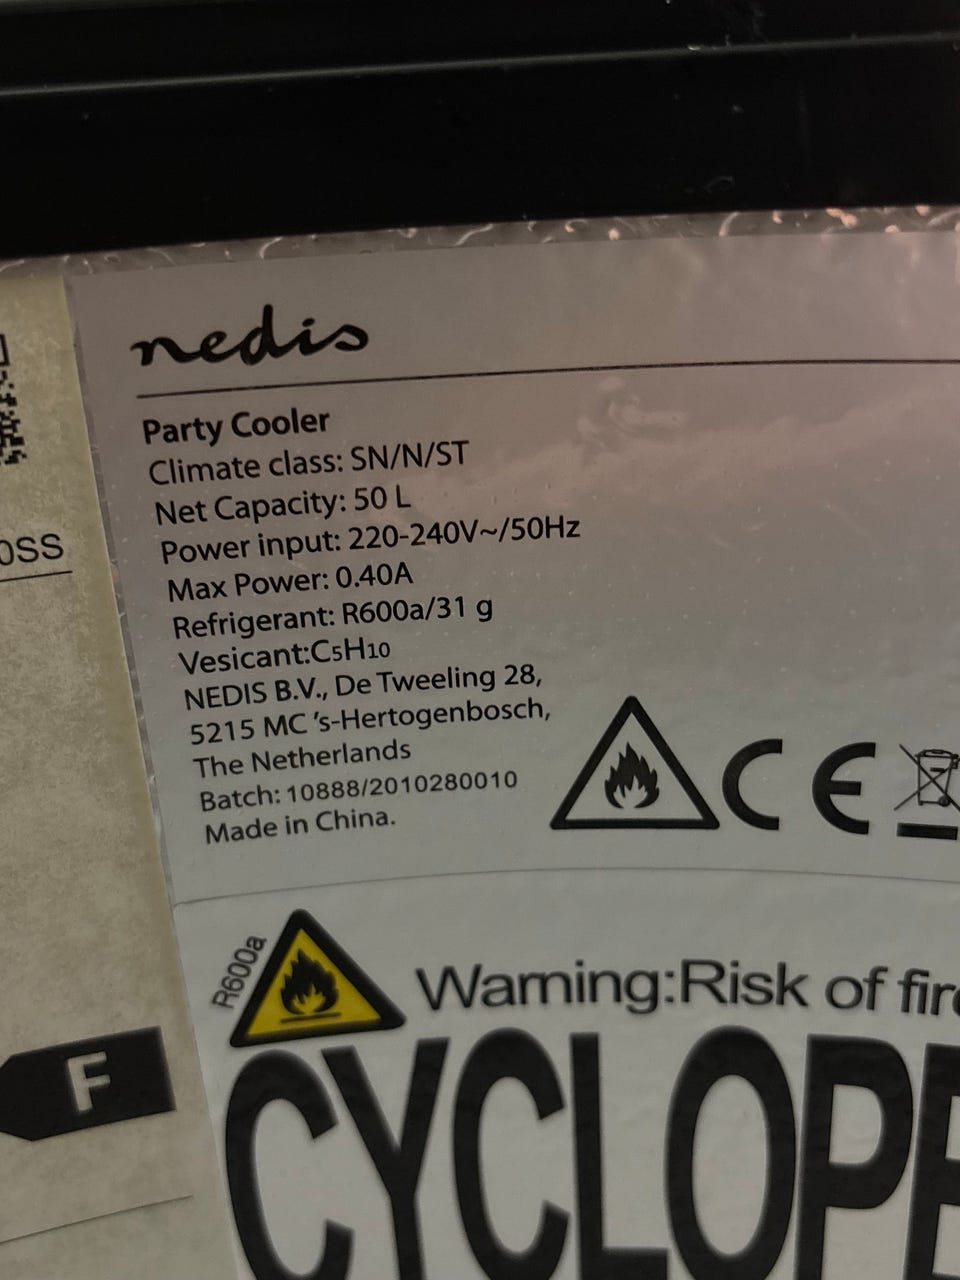 nedis
Party Cooler
Climate class: SN/N/ST
Net Capacity: 50 L
Power input: 220-240V~/50Hz
Max Power: 0.40A
Refrigerant: R600a/31 g
Vesicant:C5H10
NEDIS B.V., De Tweeling 28,
5215 MC 's-Hertogenbosch,
The Netherlands
Batch: 10888/2010280010
Made in China.
CE
OSS
R600a
Warning:Risk of fire
F
CYCLOPE